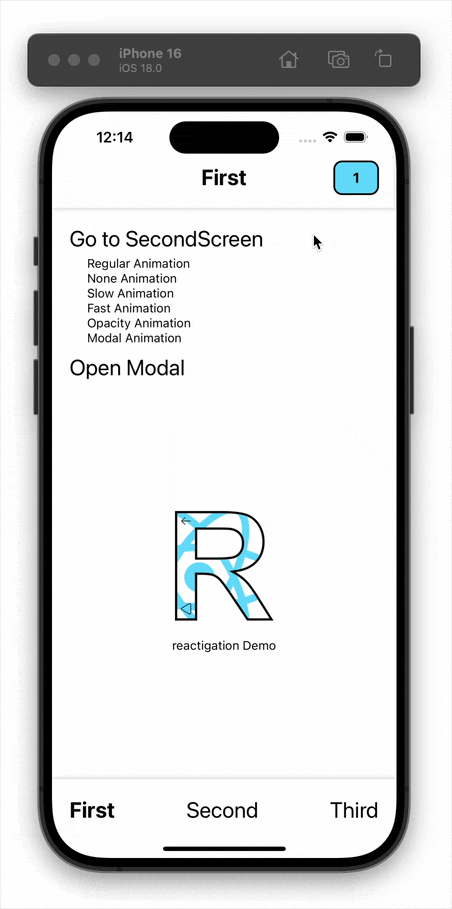 iPhone 16
iOS 18.0
12:14
First
1
Go to SecondScreen
Regular Animation
None Animation
Slow Animation
Fast Animation
Opacity Animation
Modal Animation
Open Modal
R
reactigation Demo
First Second Third